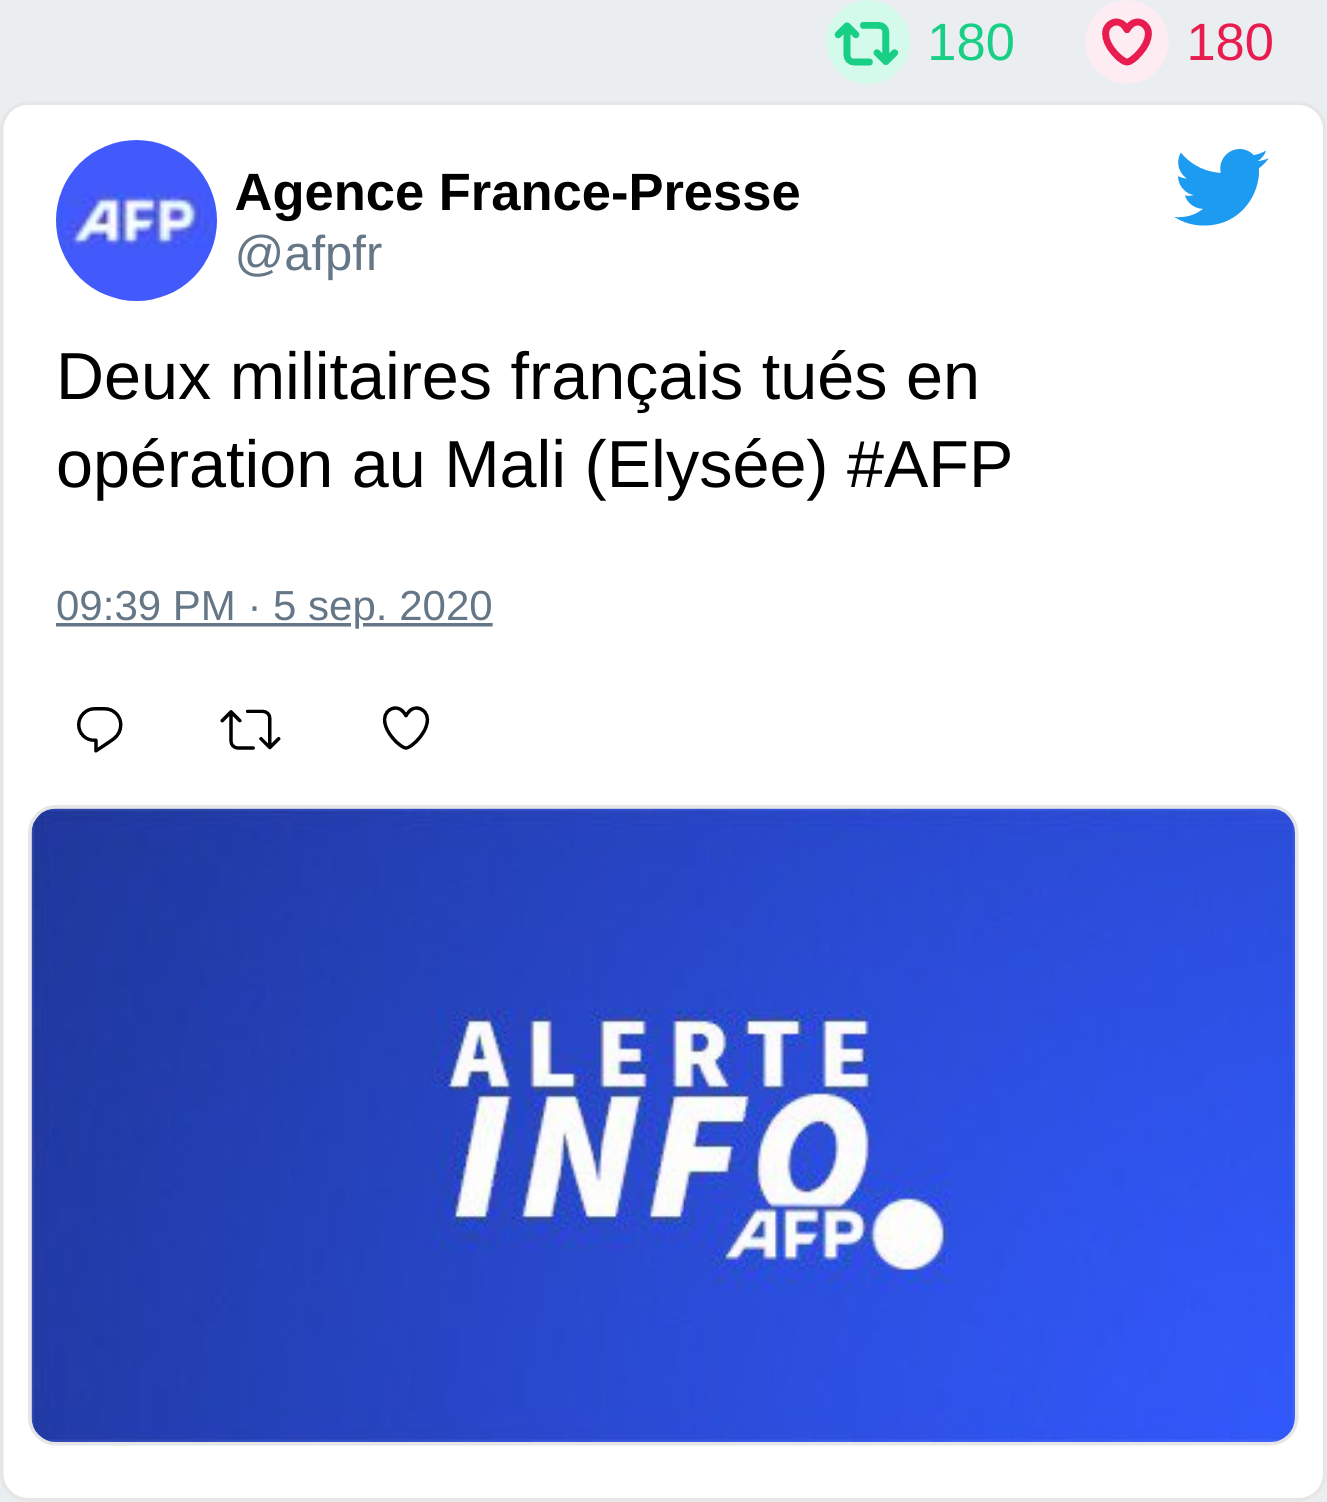 180 180
AFP
Agence France-Presse
@afpfr
Deux militaires français tués en
opération au Mali (Elysée) #AFP
09:39 PM · 5 sep. 2020
ALERTE
INFO
AFP